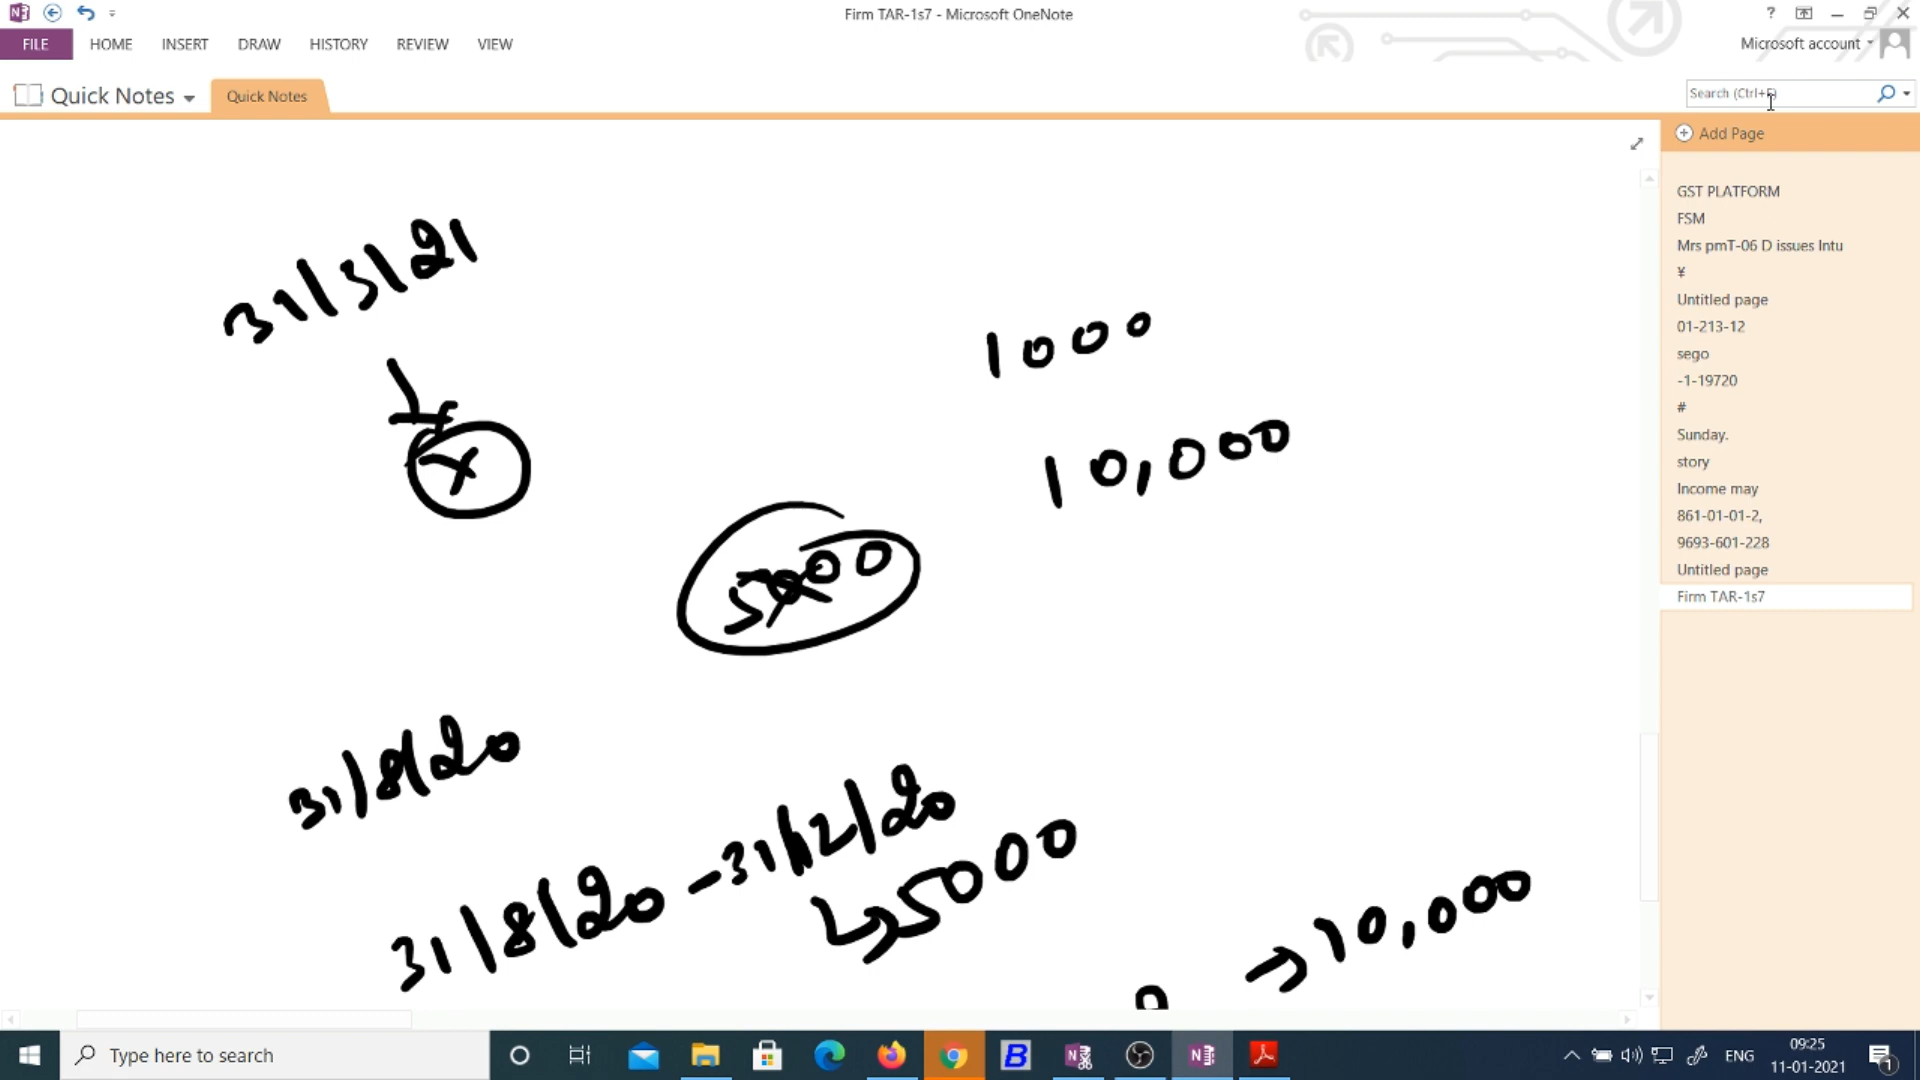 Firm TAR-1s7 - Microsoft OneNote
?
FILE HOME INSERT DRAW HISTORY REVIEW VIEW
Microsoft account
Quick Notes
Quick Notes
Search (Ctrl+E)
Add Page
GST PLATFORM
FSM
Mrs pmT-06 D issues Intu
¥
Untitled page
01-213-12
sego
-1-19720
#
Sunday.
story
Income may
861-01-01-2,
9693-601-228
Untitled page
Firm TAR-1s7
31/3/21
x
1000
10,000
5000
31/8/20
31/8/20 - 31/12/20
5000
→ 10,000
Type here to search
B
ENG
09:25
11-01-2021
1